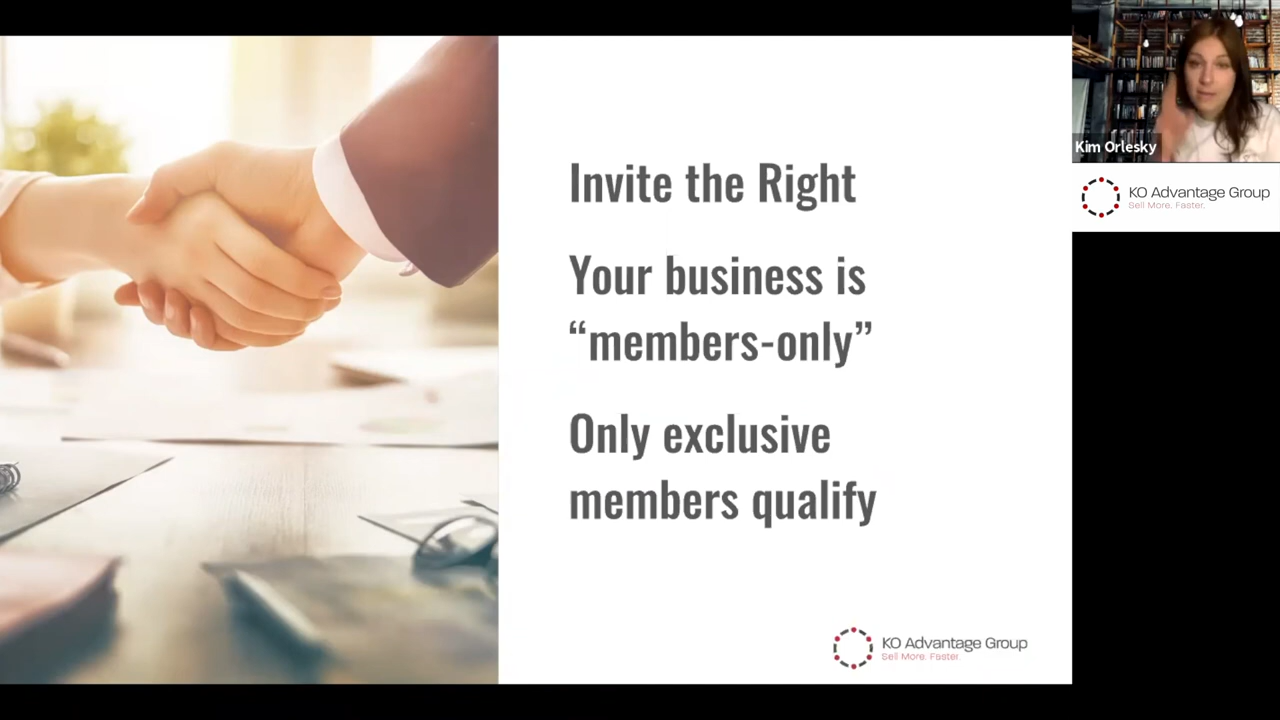 Invite the Right
Your business is
“members-only”
Only exclusive
members qualify
KO Advantage Group
Sell More. Faster.
Kim Orlesky
KO Advantage Group
Sell More. Faster.